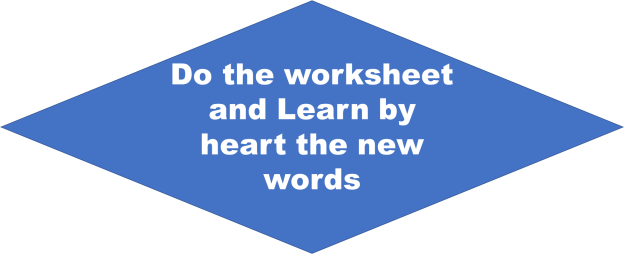 Do the worksheet
and Learn by
heart the new
words